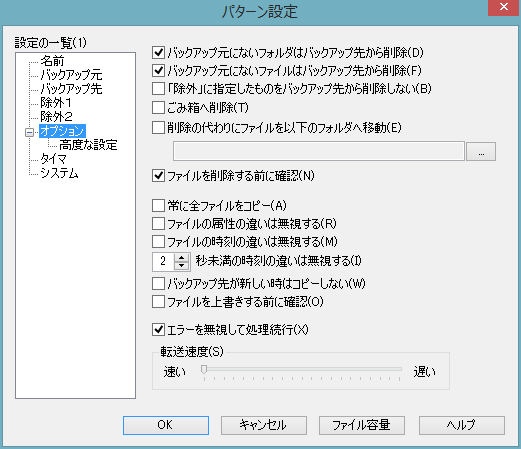 パターン設定
設定の一覧(1)
名前
バックアップ元
バックアップ先
除外1
除外2
オプション
高度な設定
タイマ
システム
バックアップ元にないフォルダはバックアップ先から削除(D)
バックアップ元にないファイルはバックアップ先から削除(F)
「除外」に指定したものをバックアップ先から削除しない(B)
ごみ箱へ削除(T)
削除の代わりにファイルを以下のフォルダへ移動(E)
...
ファイルを削除する前に確認(N)
常に全ファイルをコピー(A)
ファイルの属性の違いは無視する(R)
ファイルの時刻の違いは無視する(M)
2 秒未満の時刻の違いは無視する(I)
バックアップ先が新しい時はコピーしない(W)
ファイルを上書きする前に確認(O)
エラーを無視して処理続行(X)
転送速度(S)
速い 遅い
OK キャンセル ファイル容量 ヘルプ